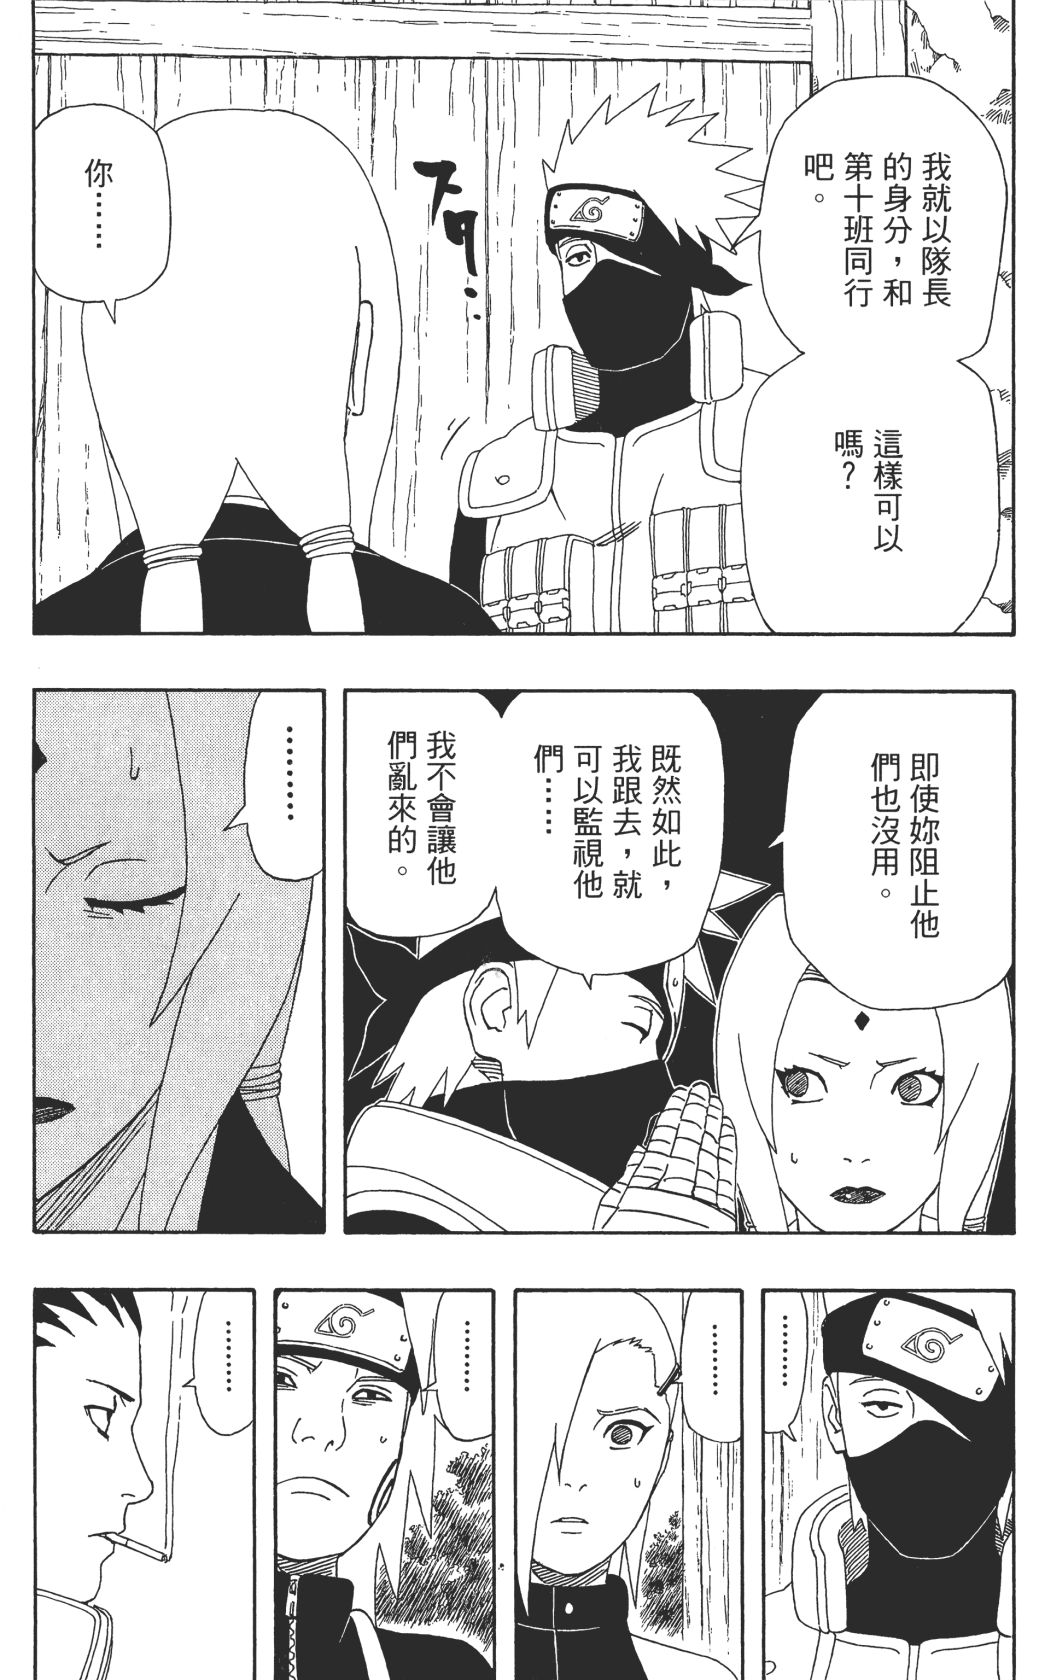 我就以隊長
的身分，和
第十班同行
吧。
這樣可以
嗎？
你……
即使妳阻止他
們也沒用。
既然如此，
我跟去，就
可以監視他
們……
我不會讓他
們亂來的。
………
………
………
………
………